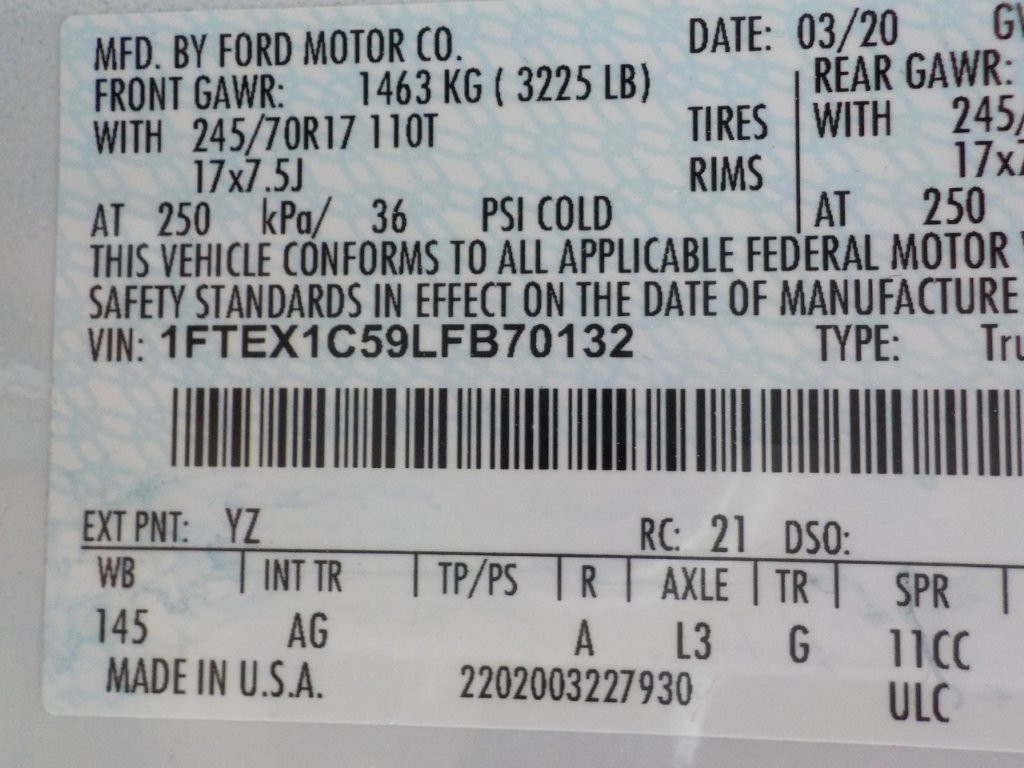 MFD. BY FORD MOTOR CO. DATE: 03/20
FRONT GAWR: 1463 KG ( 3225 LB) REAR GAWR:
WITH 245/70R17 110T TIRES WITH 245/
17x7.5J RIMS
AT 250 kPa/ 36 PSI COLD AT 250
THIS VEHICLE CONFORMS TO ALL APPLICABLE FEDERAL MOTOR
SAFETY STANDARDS IN EFFECT ON THE DATE OF MANUFACTURE
VIN: 1FTEX1C59LFB70132 TYPE:
EXT PNT: YZ RC: 21 DSO:
WB INT TR TP/PS R AXLE TR SPR
145 AG A L3 G 11CC
MADE IN U.S.A. 2202003227930 ULC